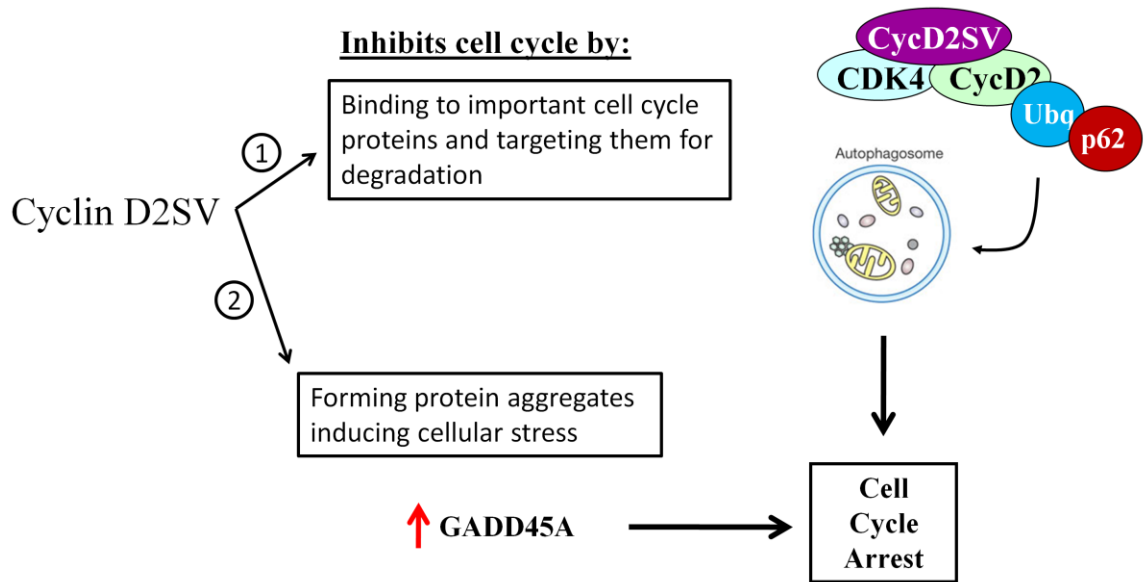 Inhibits cell cycle by:
CycD2SV
CDK4
CycD2
Ubq
p62
Binding to important cell cycle
proteins and targeting them for
degradation
Autophagosome
1
Cyclin D2SV
2
Forming protein aggregates
inducing cellular stress
GADD45A
Cell
Cycle
Arrest